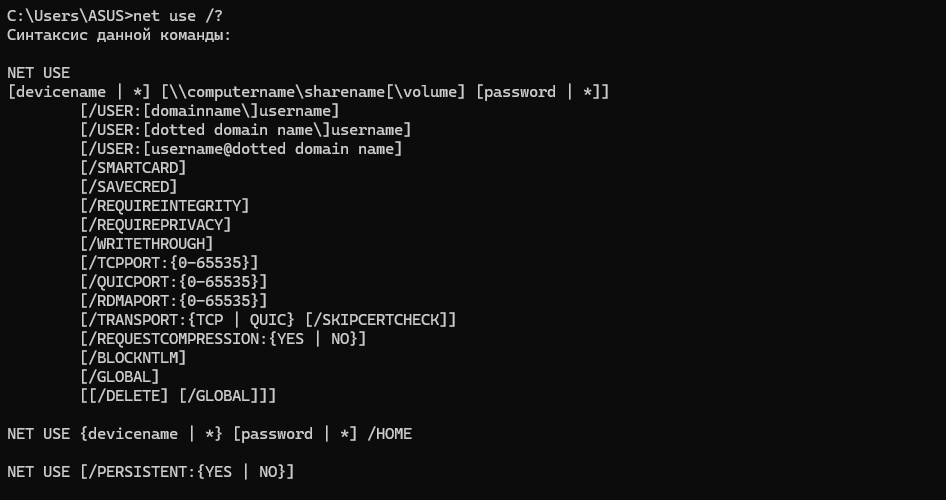 C:\Users\ASUS>net use /?
Синтаксис данной команды:

NET USE
[devicename | *] [\\computername\sharename[\volume] [password | *]]
        [/USER:[domainname\]username]
        [/USER:[dotted domain name\]username]
        [/USER:[username@dotted domain name]
        [/SMARTCARD]
        [/SAVECRED]
        [/REQUIREINTEGRITY]
        [/REQUIREPRIVACY]
        [/WRITETHROUGH]
        [/TCPPORT:{0-65535}]
        [/QUICPORT:{0-65535}]
        [/RDMAPORT:{0-65535}]
        [/TRANSPORT:{TCP | QUIC} [/SKIPCERTCHECK]]
        [/REQUESTCOMPRESSION:{YES | NO}]
        [/BLOCKNTLM]
        [/GLOBAL]
        [[/DELETE] [/GLOBAL]]]

NET USE {devicename | *} [password | *] /HOME

NET USE [/PERSISTENT:{YES | NO}]